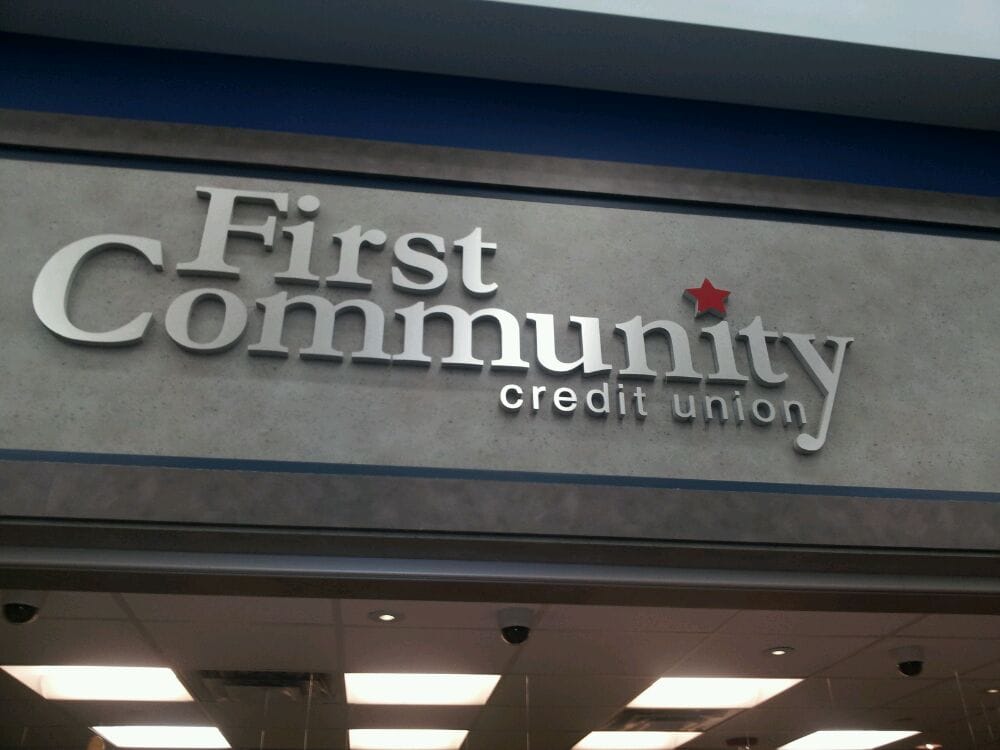 First
Community
credit union